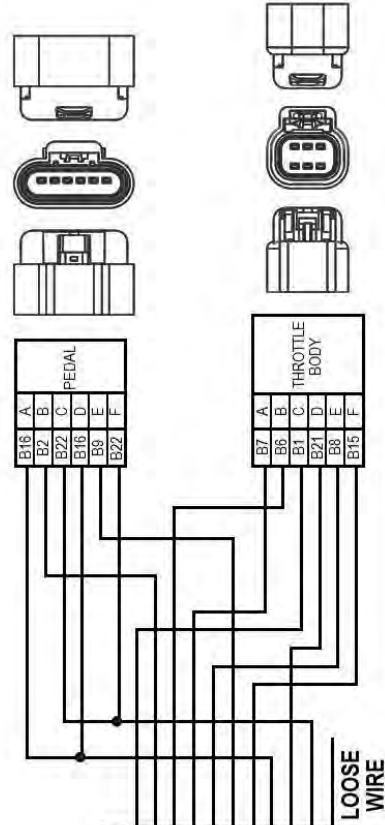 PEDAL
A B C D E F
B16 B2 B22 B16 B9 B22
THROTTLE
BODY
A B C D E F
B7 B6 B1 B21 B8 B15
LOOSE
WIRE